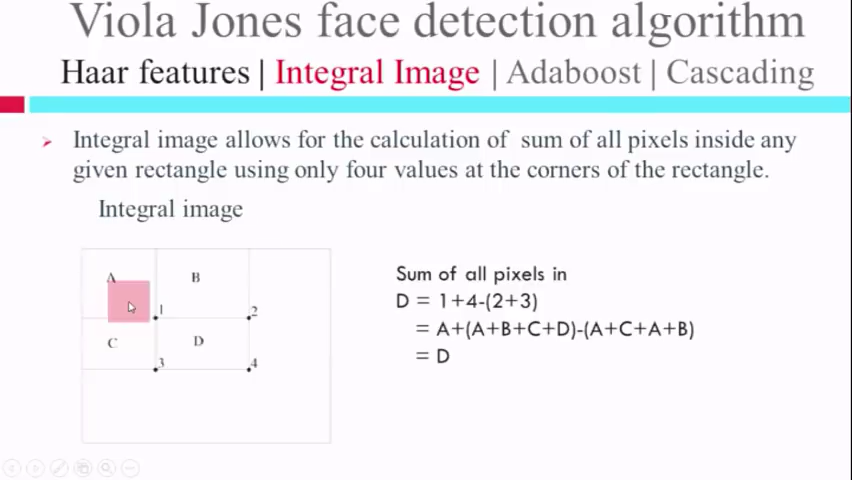 Viola Jones face detection algorithm
Haar features | Integral Image | Adaboost | Cascading
Integral image allows for the calculation of sum of all pixels inside any
given rectangle using only four values at the corners of the rectangle.
Integral image
A B
1 2
C D
3 4
Sum of all pixels in
D = 1+4-(2+3)
= A+(A+B+C+D)-(A+C+A+B)
= D